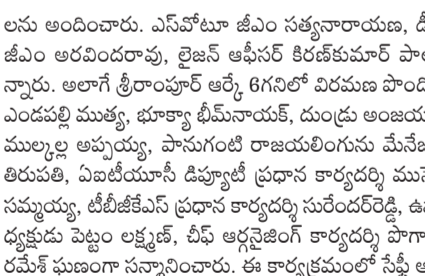 లను అందించారు. ఎస్‌వోటూ జీఎం సత్యనారాయణ, డీ
జీఎం అరవిందరావు, లైజన్ ఆఫీసర్ కిరణ్‌కుమార్ పాల
న్నారు. అలాగే శ్రీరాంపూర్ ఆర్కే 6గనిలో విరమణ పొంది
ఎండపల్లి ముత్య, భూక్యా భీమ్‌నాయక్, దుండ్రు అంజయ
ముల్కల్ల అప్పయ్య, పానుగంటి రాజయలింగును మేనేజ
తిరుపతి, ఏఐటీయూసీ డిప్యూటీ ప్రధాన కార్యదర్శి ముస్
సమ్మయ్య, టీబీజీకేఎస్ ప్రధాన కార్యదర్శి సురేందర్‌రెడ్డి, ఉప
ధ్యక్షుడు పెట్టం లక్ష్మణ్, చీఫ్ ఆర్గనైజింగ్ కార్యదర్శి పొగా
రమేశ్ ఘణంగా సన్మానించారు. ఈ కార్యక్రమంలో సేఫ్టీ ఆ